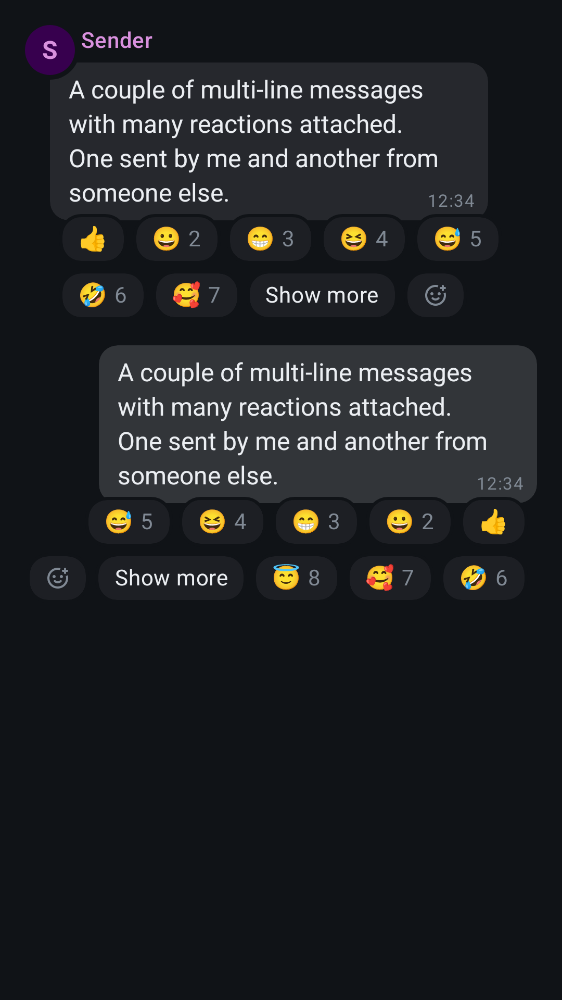 S
Sender
A couple of multi-line messages
with many reactions attached.
One sent by me and another from
someone else.
12:34
👍 😀 2 😁 3 😆 4 😅 5
🤣 6 🥰 7 Show more
A couple of multi-line messages
with many reactions attached.
One sent by me and another from
someone else.
12:34
😅 5 😆 4 😁 3 😀 2 👍
Show more 😇 8 🥰 7 🤣 6